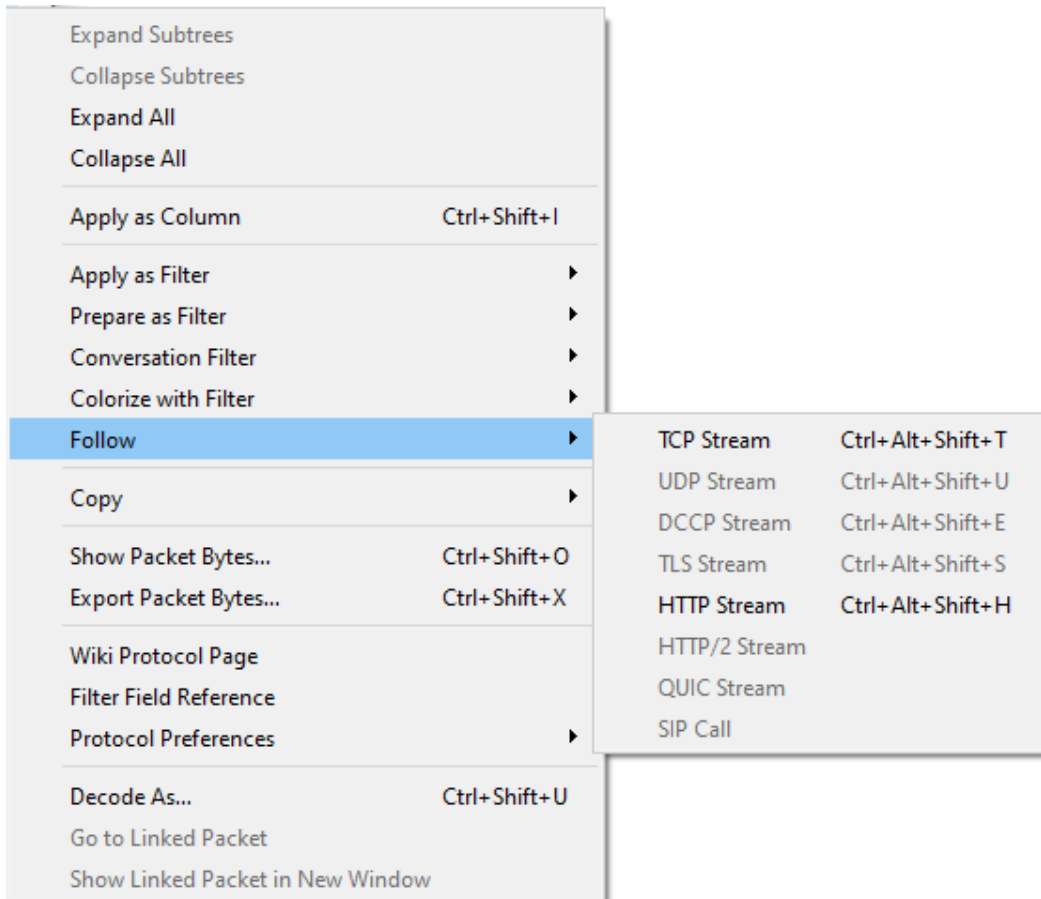 Expand Subtrees
Collapse Subtrees
Expand All
Collapse All
Apply as Column Ctrl+Shift+I
Apply as Filter
Prepare as Filter
Conversation Filter
Colorize with Filter
Follow
Copy
Show Packet Bytes... Ctrl+Shift+O
Export Packet Bytes... Ctrl+Shift+X
Wiki Protocol Page
Filter Field Reference
Protocol Preferences
Decode As... Ctrl+Shift+U
Go to Linked Packet
Show Linked Packet in New Window
TCP Stream Ctrl+Alt+Shift+T
UDP Stream Ctrl+Alt+Shift+U
DCCP Stream Ctrl+Alt+Shift+E
TLS Stream Ctrl+Alt+Shift+S
HTTP Stream Ctrl+Alt+Shift+H
HTTP/2 Stream
QUIC Stream
SIP Call